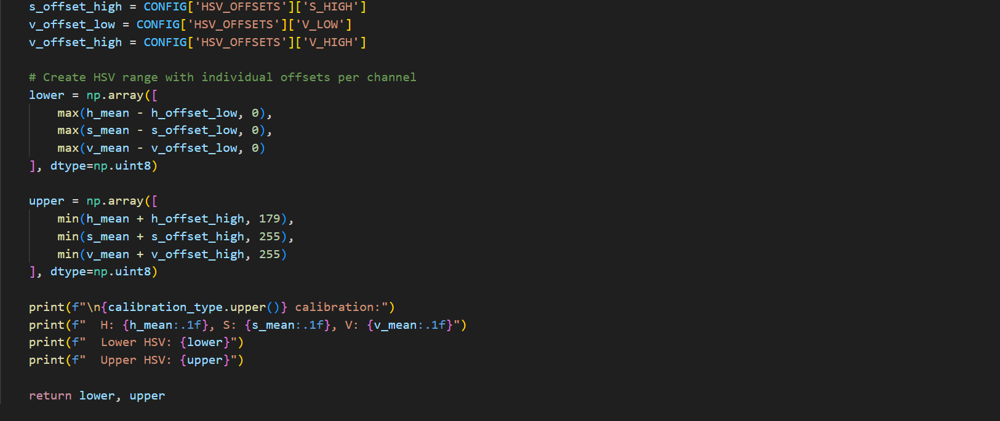 s_offset_high = CONFIG['HSV_OFFSETS']['S_HIGH']
v_offset_low = CONFIG['HSV_OFFSETS']['V_LOW']
v_offset_high = CONFIG['HSV_OFFSETS']['V_HIGH']

# Create HSV range with individual offsets per channel
lower = np.array([
    max(h_mean - h_offset_low, 0),
    max(s_mean - s_offset_low, 0),
    max(v_mean - v_offset_low, 0)
], dtype=np.uint8)

upper = np.array([
    min(h_mean + h_offset_high, 179),
    min(s_mean + s_offset_high, 255),
    min(v_mean + v_offset_high, 255)
], dtype=np.uint8)

print(f"\n{calibration_type.upper()} calibration:")
print(f"  H: {h_mean:.1f}, S: {s_mean:.1f}, V: {v_mean:.1f}")
print(f"  Lower HSV: {lower}")
print(f"  Upper HSV: {upper}")

return lower, upper